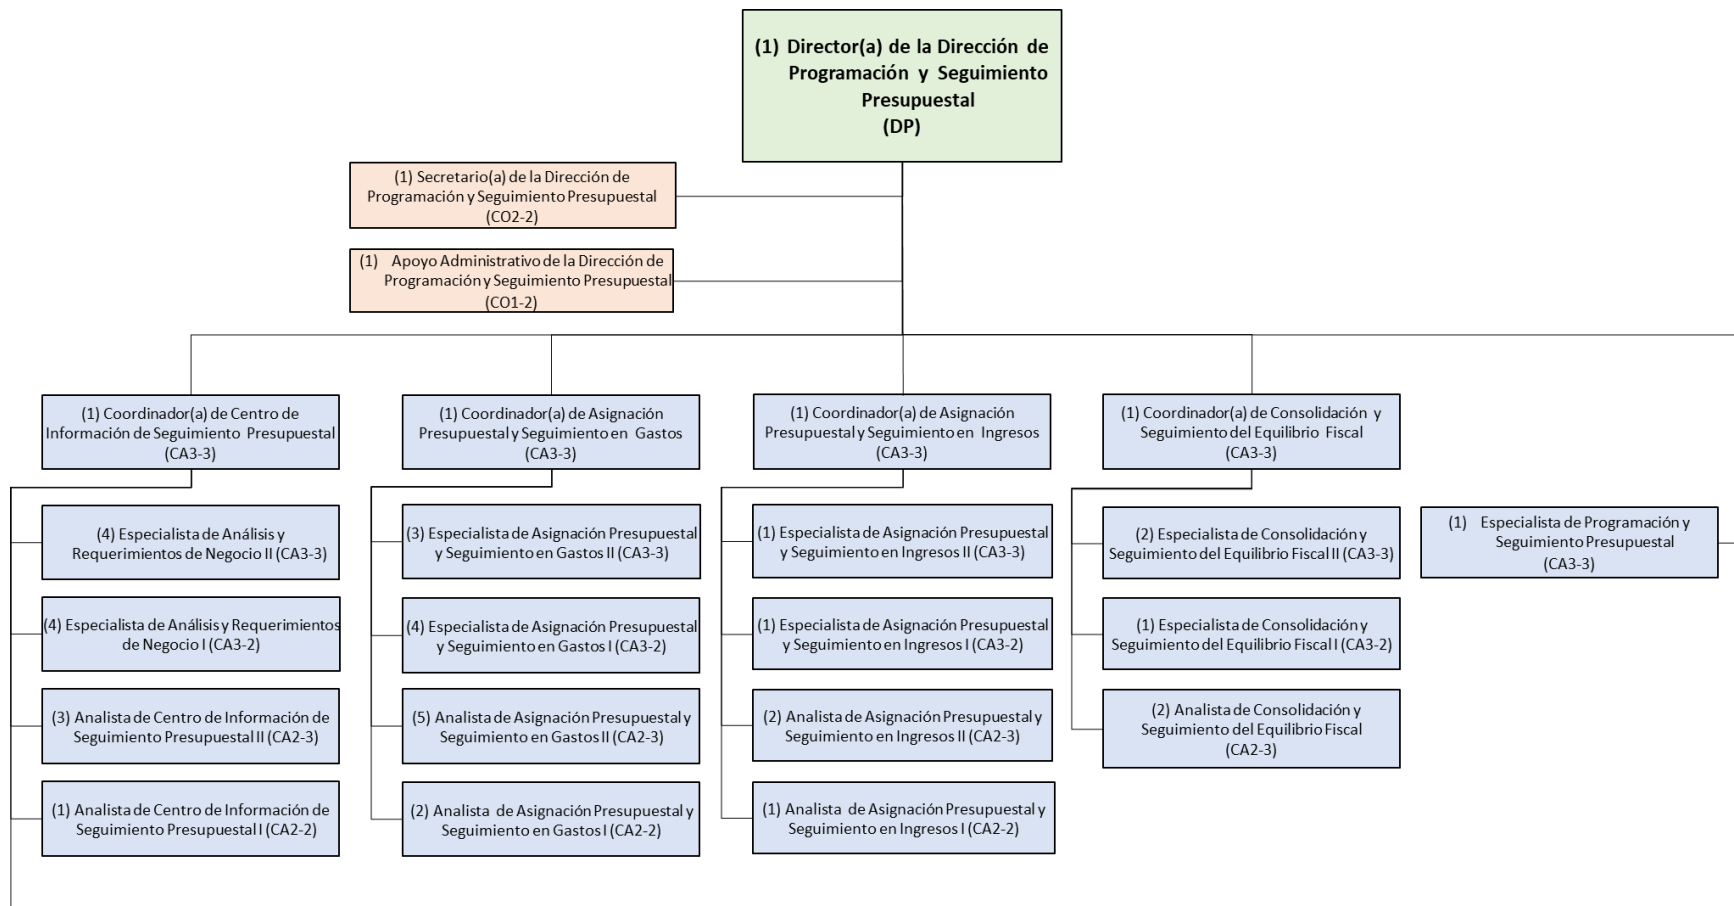 (1) Director(a) de la Dirección de
Programación y Seguimiento
Presupuestal
(DP)
(1) Secretario(a) de la Dirección de
Programación y Seguimiento Presupuestal
(CO2-2)
(1) Apoyo Administrativo de la Dirección de
Programación y Seguimiento Presupuestal
(CO1-2)
(1) Coordinador(a) de Centro de
Información de Seguimiento Presupuestal
(CA3-3)
(1) Coordinador(a) de Asignación
Presupuestal y Seguimiento en Gastos
(CA3-3)
(1) Coordinador(a) de Asignación
Presupuestal y Seguimiento en Ingresos
(CA3-3)
(1) Coordinador(a) de Consolidación y
Seguimiento del Equilibrio Fiscal
(CA3-3)
(4) Especialista de Análisis y
Requerimientos de Negocio II (CA3-3)
(3) Especialista de Asignación Presupuestal
y Seguimiento en Gastos II (CA3-3)
(1) Especialista de Asignación Presupuestal
y Seguimiento en Ingresos II (CA3-3)
(2) Especialista de Consolidación y
Seguimiento del Equilibrio Fiscal II (CA3-3)
(1) Especialista de Programación y
Seguimiento Presupuestal
(CA3-3)
(4) Especialista de Análisis y Requerimientos
de Negocio I (CA3-2)
(4) Especialista de Asignación Presupuestal
y Seguimiento en Gastos I (CA3-2)
(1) Especialista de Asignación Presupuestal
y Seguimiento en Ingresos I (CA3-2)
(1) Especialista de Consolidación y
Seguimiento del Equilibrio Fiscal I (CA3-2)
(3) Analista de Centro de Información de
Seguimiento Presupuestal II (CA2-3)
(5) Analista de Asignación Presupuestal y
Seguimiento en Gastos II (CA2-3)
(2) Analista de Asignación Presupuestal y
Seguimiento en Ingresos II (CA2-3)
(2) Analista de Consolidación y
Seguimiento del Equilibrio Fiscal
(CA2-3)
(1) Analista de Centro de Información de
Seguimiento Presupuestal I (CA2-2)
(2) Analista de Asignación Presupuestal y
Seguimiento en Gastos I (CA2-2)
(1) Analista de Asignación Presupuestal y
Seguimiento en Ingresos I (CA2-2)